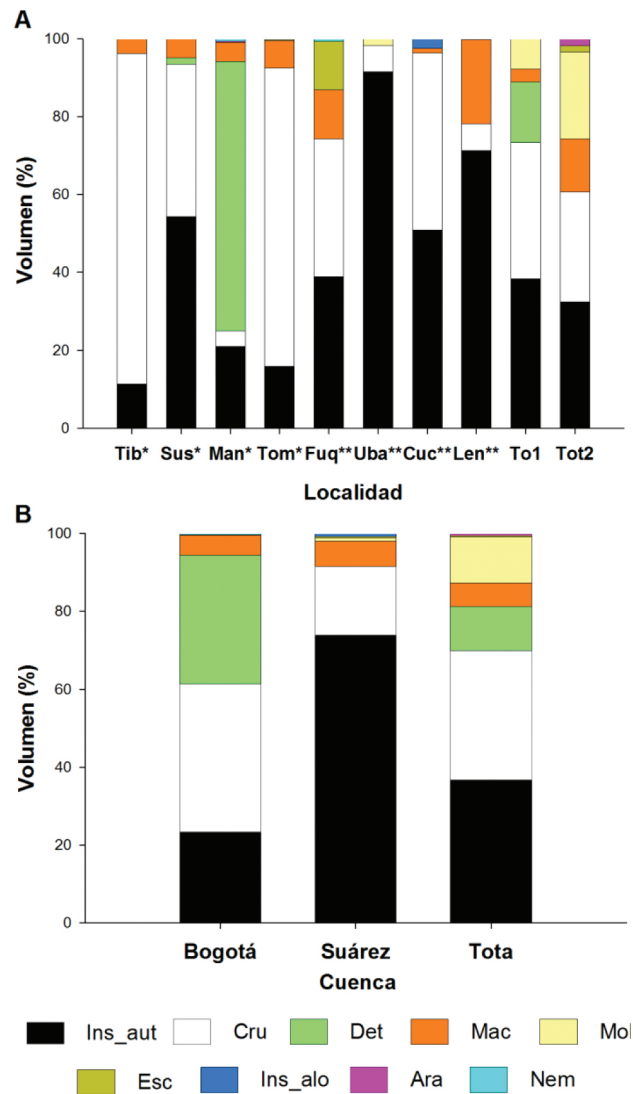 A
100
80
60
40
20
0
Volumen (%)
Tib* Sus* Man* Tom* Fuq** Uba** Cuc** Len** To1 Tot2
Localidad
B
100
80
60
40
20
0
Volumen (%)
Bogotá Suárez Tota
Cuenca
Ins_aut Cru Det Mac Mol
Esc Ins_alo Ara Nem